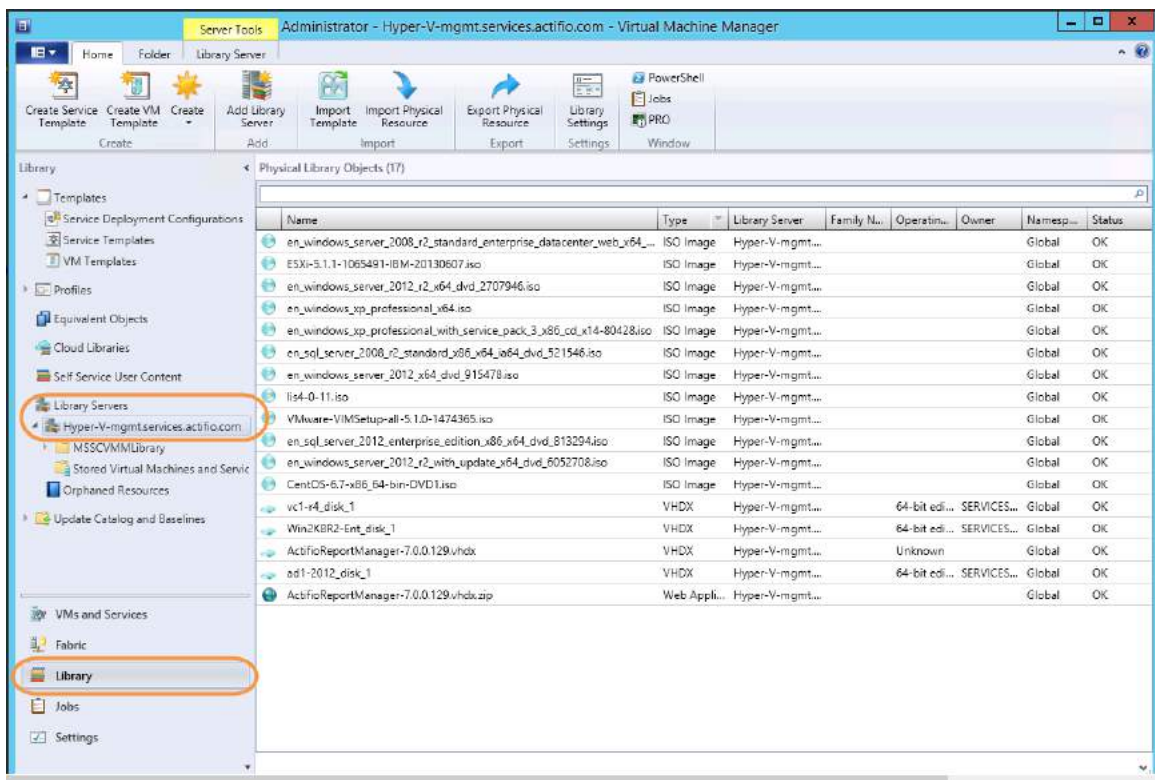 Server Tools Administrator - Hyper-V-mgmt.services.actifio.com - Virtual Machine Manager
Home Folder Library Server
Create Service Template Create VM Template Create Add Library Server Import Template Import Physical Resource Export Physical Resource Library Settings PowerShell
Jobs
PRO
Create Add Import Export Settings Window
Library Physical Library Objects (17)
Templates
Service Deployment Configurations
Service Templates
VM Templates
Profiles
Equivalent Objects
Cloud Libraries
Self Service User Content
Library Servers
Hyper-V-mgmt.services.actifio.com
MSSCVMMLibrary
Stored Virtual Machines and Servic
Orphaned Resources
Update Catalog and Baselines
VMs and Services
Fabric
Library
Jobs
Settings
Name Type Library Server Family N... Operatin... Owner Namesp... Status
en_windows_server_2008_r2_standard_enterprise_datacenter_web_x64_... ISO Image Hyper-V-mgmt.... Global OK
ESXi-5.1.1-1065491-IBM-20130607.iso ISO Image Hyper-V-mgmt.... Global OK
en_windows_server_2012_r2_x64_dvd_2707946.iso ISO Image Hyper-V-mgmt.... Global OK
en_windows_xp_professional_x64.iso ISO Image Hyper-V-mgmt.... Global OK
en_windows_xp_professional_with_service_pack_3_x86_cd_x14-80428.iso ISO Image Hyper-V-mgmt.... Global OK
en_sql_server_2008_r2_standard_x86_x64_ia64_dvd_521546.iso ISO Image Hyper-V-mgmt.... Global OK
en_windows_server_2012_x64_dvd_915478.iso ISO Image Hyper-V-mgmt.... Global OK
lis4-0-11.iso ISO Image Hyper-V-mgmt.... Global OK
VMware-VIMSetup-all-5.1.0-1474365.iso ISO Image Hyper-V-mgmt.... Global OK
en_sql_server_2012_enterprise_edition_x86_x64_dvd_813294.iso ISO Image Hyper-V-mgmt.... Global OK
en_windows_server_2012_r2_with_update_x64_dvd_6052708.iso ISO Image Hyper-V-mgmt.... Global OK
CentOS-6.7-x86_64-bin-DVD1.iso ISO Image Hyper-V-mgmt.... Global OK
vc1-r4_disk_1 VHDX Hyper-V-mgmt.... 64-bit edi... SERVICES... Global OK
Win2K8R2-Ent_disk_1 VHDX Hyper-V-mgmt.... 64-bit edi... SERVICES... Global OK
ActifioReportManager-7.0.0.129.vhdx VHDX Hyper-V-mgmt.... Unknown Global OK
ad1-2012_disk_1 VHDX Hyper-V-mgmt.... 64-bit edi... SERVICES... Global OK
ActifioReportManager-7.0.0.129.vhdx.zip Web Appli... Hyper-V-mgmt.... Global OK